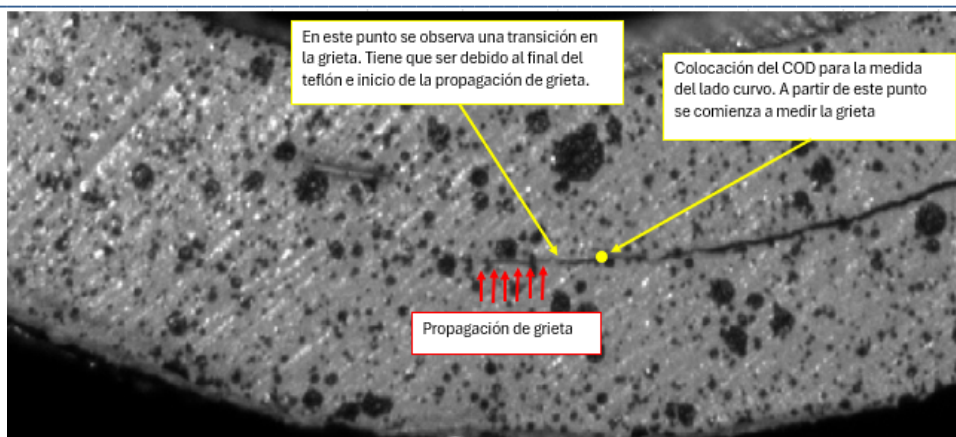 En este punto se observa una transición en
la grieta. Tiene que ser debido al final del
teflón e inicio de la propagación de grieta.
Colocación del COD para la medida
del lado curvo. A partir de este punto
se comienza a medir la grieta
Propagación de grieta